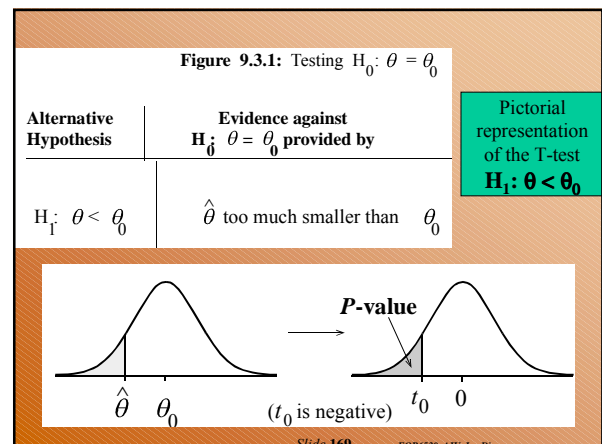 Figure 9.3.1: Testing H₀: θ = θ₀
Alternative Hypothesis
Evidence against H₀: θ = θ₀ provided by
H₁: θ < θ₀
θ̂ too much smaller than θ₀
Pictorial
representation
of the T-test
H₁: θ < θ₀
P-value
θ̂ θ₀
(t₀ is negative)
t₀ 0
Slide 169